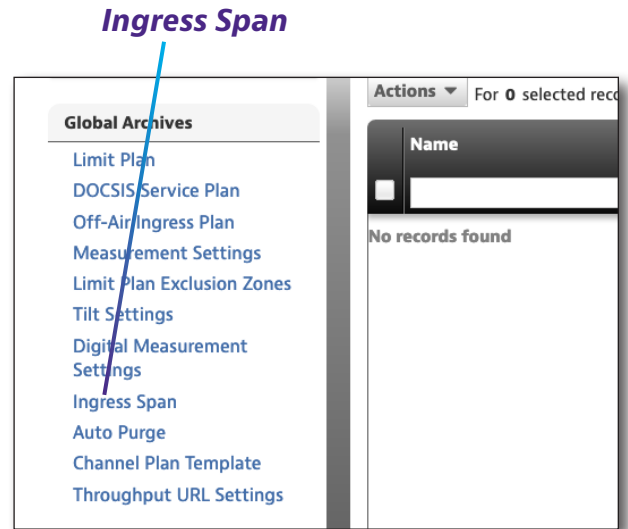 Ingress Span
Global Archives
Limit Plan
DOCSIS Service Plan
Off-Air Ingress Plan
Measurement Settings
Limit Plan Exclusion Zones
Tilt Settings
Digital Measurement
Settings
Ingress Span
Auto Purge
Channel Plan Template
Throughput URL Settings
Actions For 0 selected reco
Name
No records found